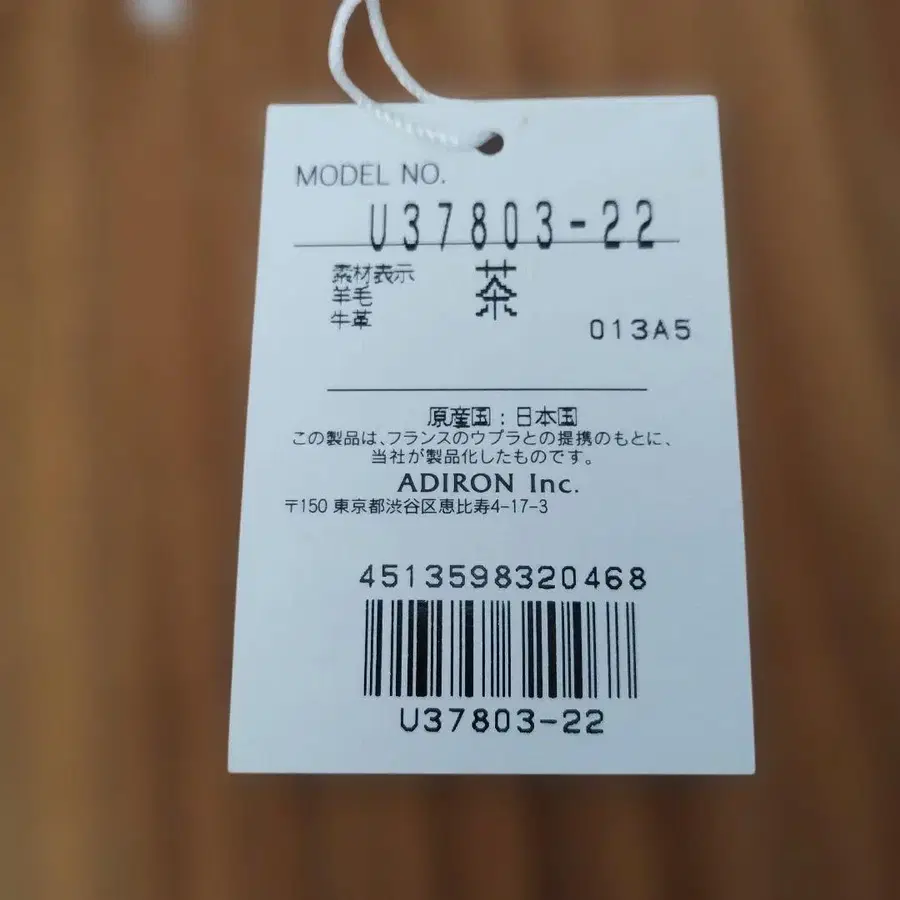 MODEL NO.
U37803-22
素材表示 茶
羊毛
牛革
013A5
原産国：日本国
この製品は、フランスのウプラとの提携のもとに、
当社が製品化したものです。
ADIRON Inc.
〒150 東京都渋谷区恵比寿4-17-3
4513598320468
U37803-22